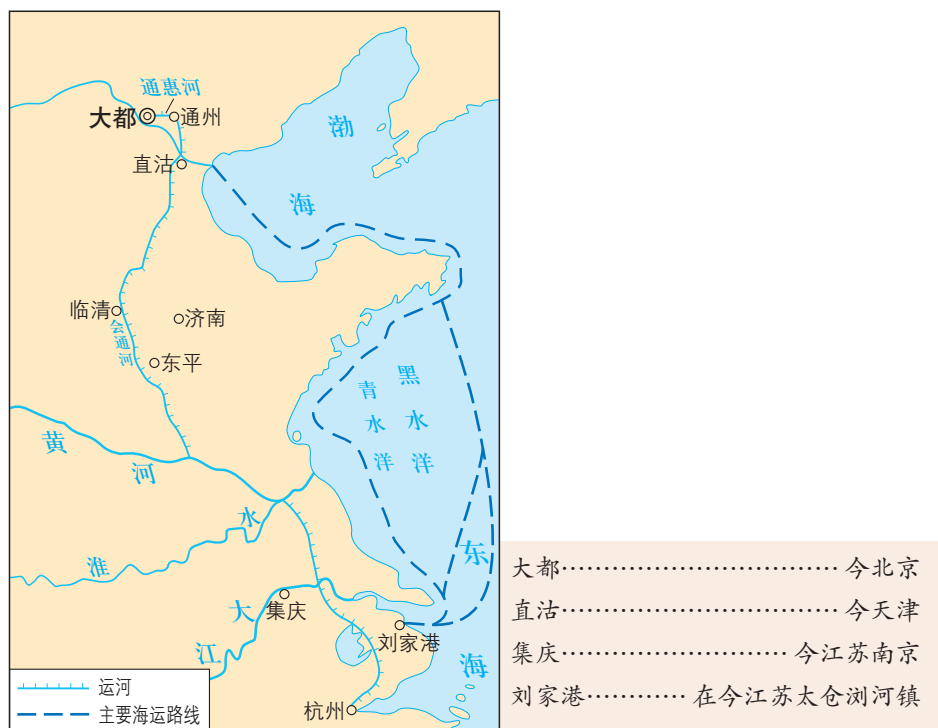 通惠河
大都
通州
渤
直沽
海
临清
济南
会通河
东平
青水洋
黑水洋
黄河
淮水
东海
大江
集庆
刘家港
杭州
运河
主要海运路线
大都……………………………今北京
直沽……………………………今天津
集庆………………………今江苏南京
刘家港…………在今江苏太仓浏河镇